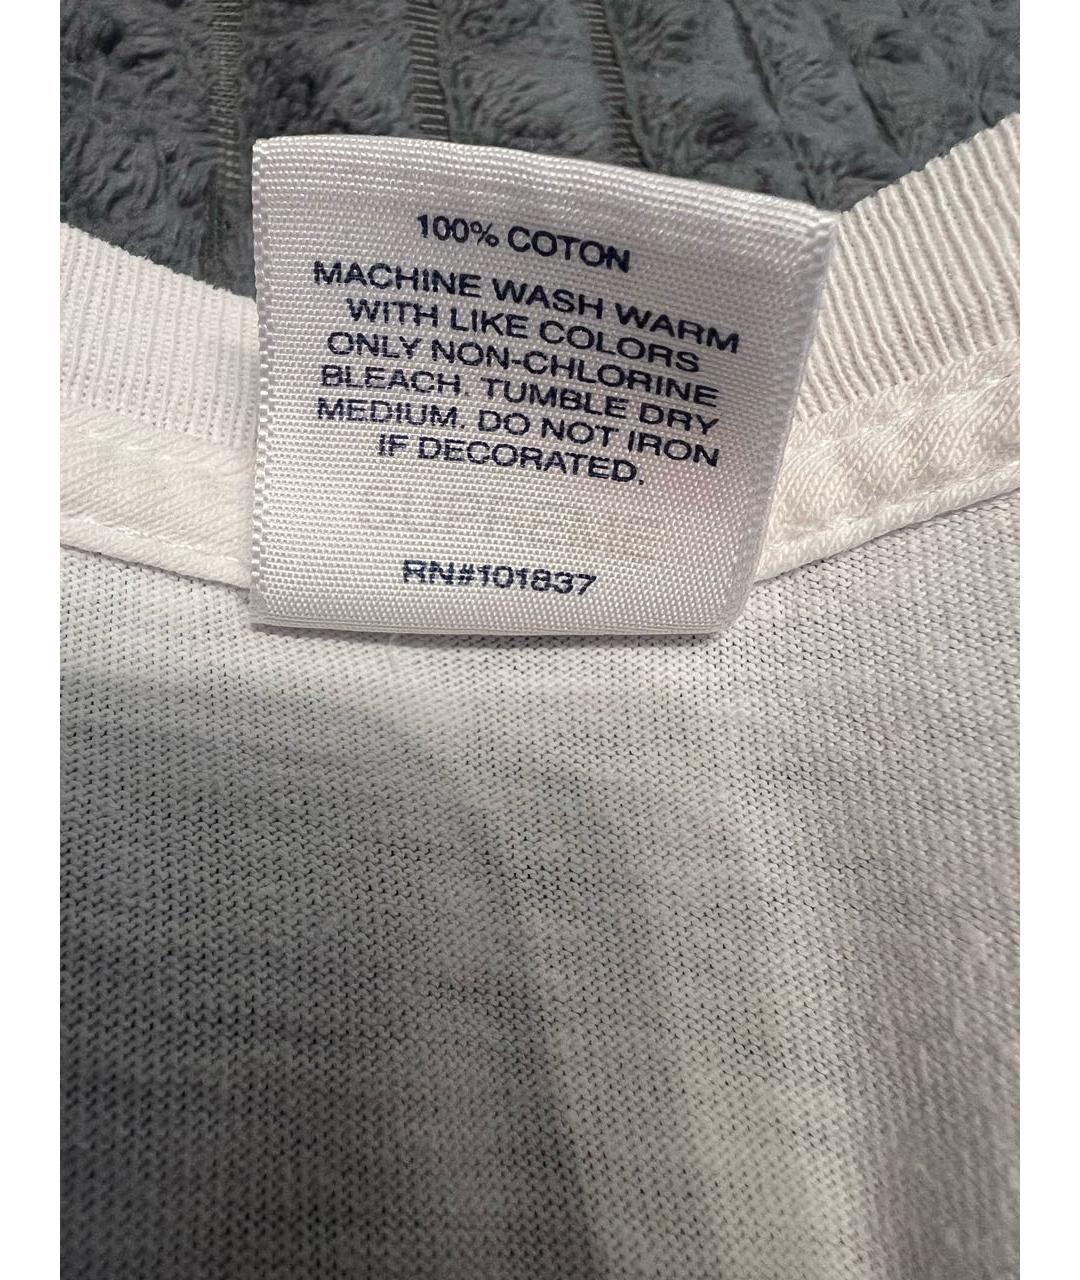 100% COTON
MACHINE WASH WARM
WITH LIKE COLORS
ONLY NON-CHLORINE
BLEACH. TUMBLE DRY
MEDIUM. DO NOT IRON
IF DECORATED.
RN#101837